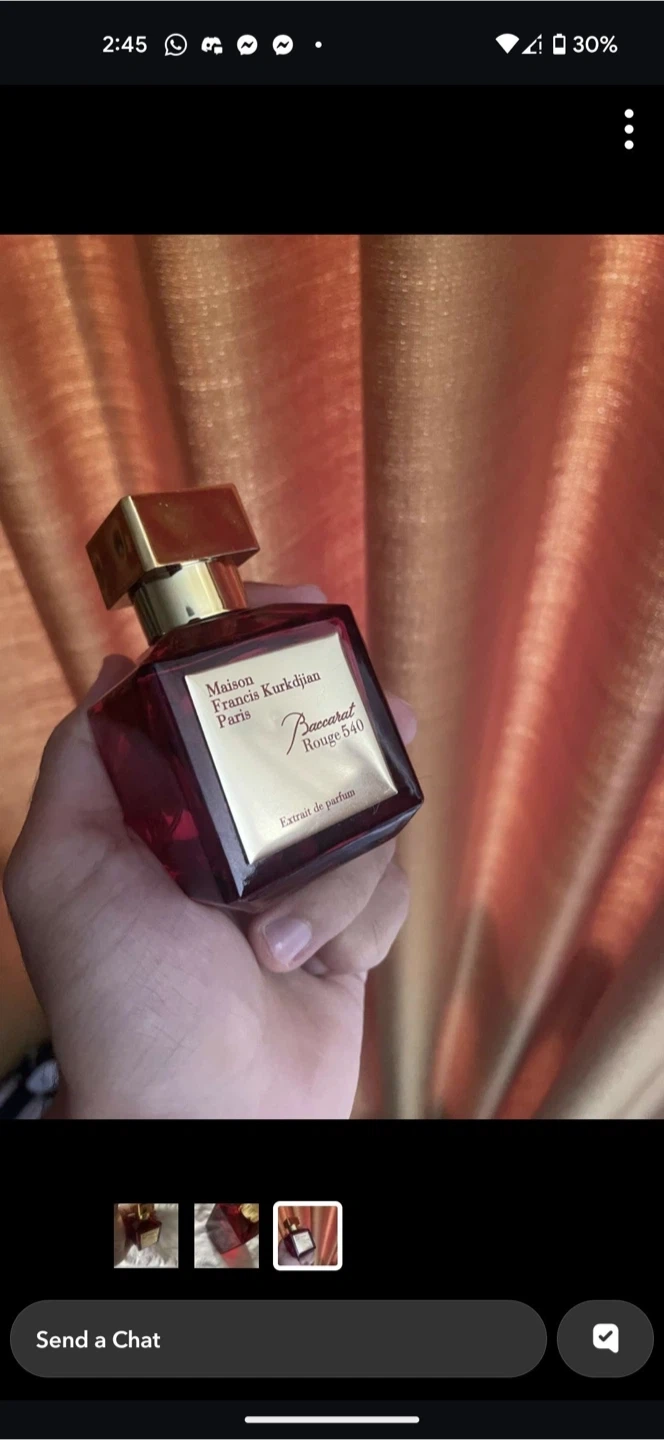 2:45
30%
Maison
Francis Kurkdjian
Paris
Baccarat
Rouge 540
Extrait de parfum
Send a Chat